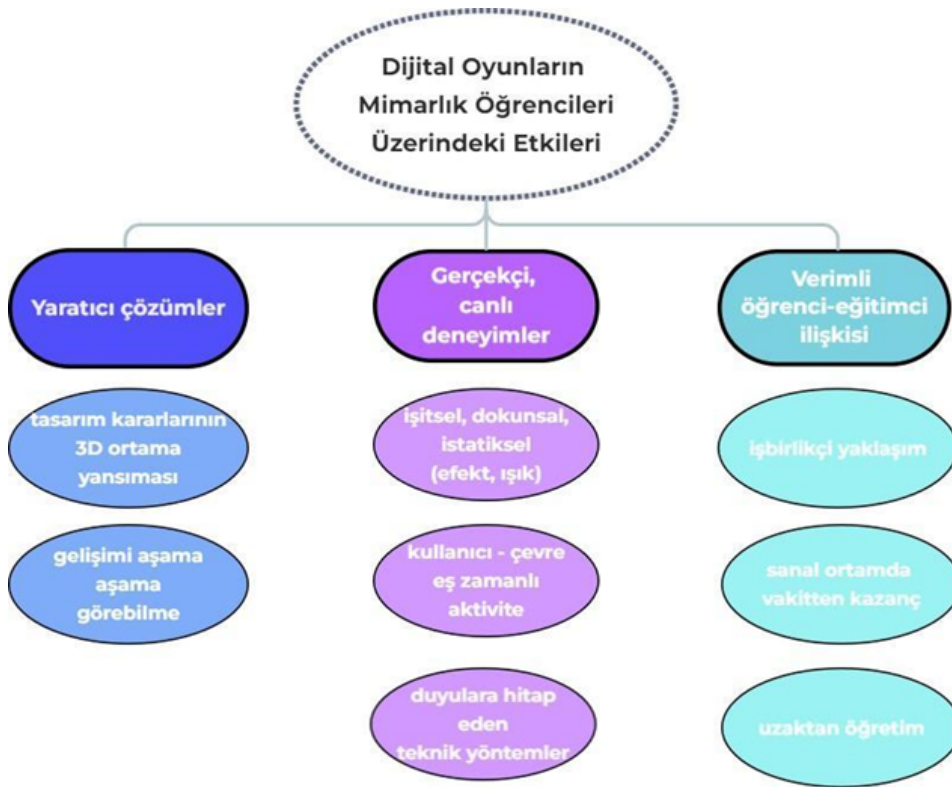 Dijital Oyunların
Mimarlık Öğrencileri
Üzerindeki Etkileri
Yaratıcı çözümler
tasarım kararlarının
3D ortama
yansıması
gelişimi aşama
aşama
görebilme
Gerçekçi,
canlı
deneyimler
işitsel, dokunsal,
istatiksel
(efekt, ışık)
kullanıcı - çevre
eş zamanlı
aktivite
duyulara hitap
eden
teknik yöntemler
Verimli
öğrenci-eğitimci
ilişkisi
işbirlikçi yaklaşım
sanal ortamda
vakitten kazanç
uzaktan öğretim